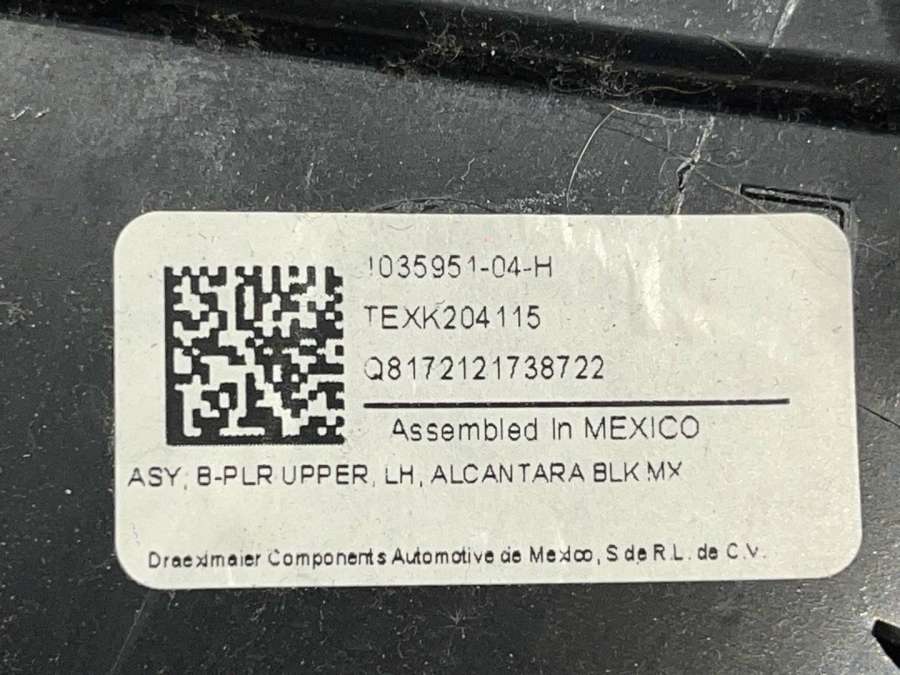 1035951-04-H
TEXK204115
Q8172121738722
Assembled In MEXICO
ASY, B-PLR UPPER, LH, ALCANTARA BLK MX
Draexlmaier Components Automotive de Mexico, S de R.L. de C.V.